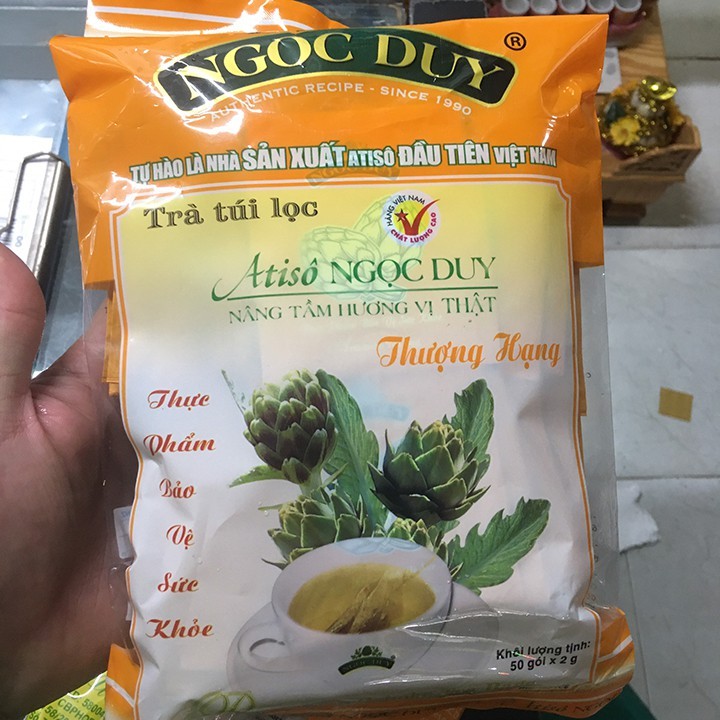 NGỌC DUY®
AUTHENTIC RECIPE - SINCE 1990
TỰ HÀO LÀ NHÀ SẢN XUẤT ATISÔ ĐẦU TIÊN VIỆT NAM
Trà túi lọc
HÀNG VIỆT NAM
CHẤT LƯỢNG CAO
Atisô NGỌC DUY
NÂNG TẦM HƯƠNG VỊ THẬT
Thượng Hạng
Thực
Phẩm
Bảo
Vệ
Sức
Khỏe
NGỌC DUY
Khối lượng tịnh:
50 gói x 2 g